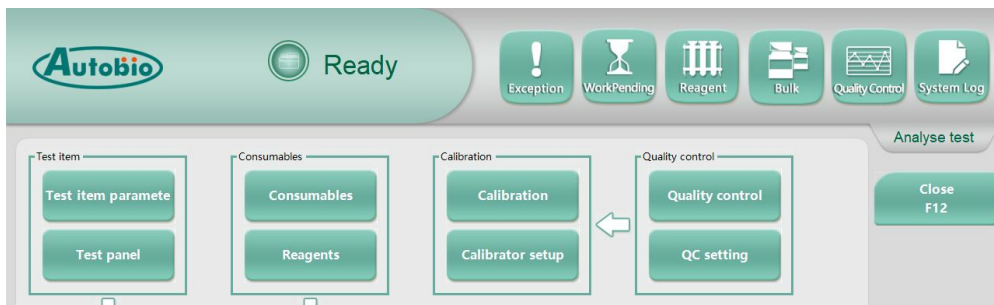 Autobio
Ready
Exception
WorkPending
Reagent
Bulk
Quality Control
System Log
Analyse test
Test item
Consumables
Calibration
Quality control
Test item paramete
Consumables
Calibration
Quality control
Close
F12
Test panel
Reagents
Calibrator setup
QC setting